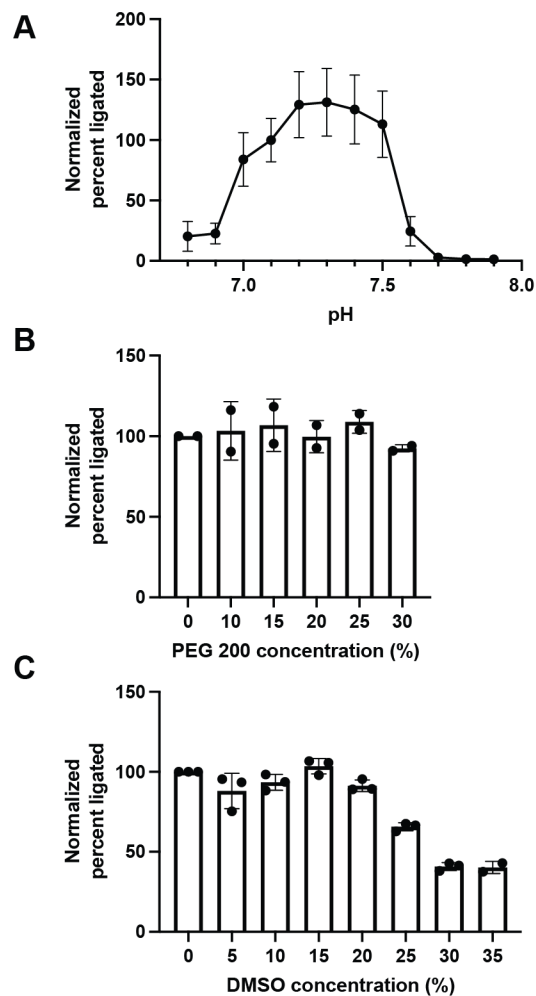 A
Normalized
percent ligated
200
150
100
50
0
7.0 7.5 8.0
pH
B
Normalized
percent ligated
150
100
50
0
0 10 15 20 25 30
PEG 200 concentration (%)
C
Normalized
percent ligated
150
100
50
0
0 5 10 15 20 25 30 35
DMSO concentration (%)